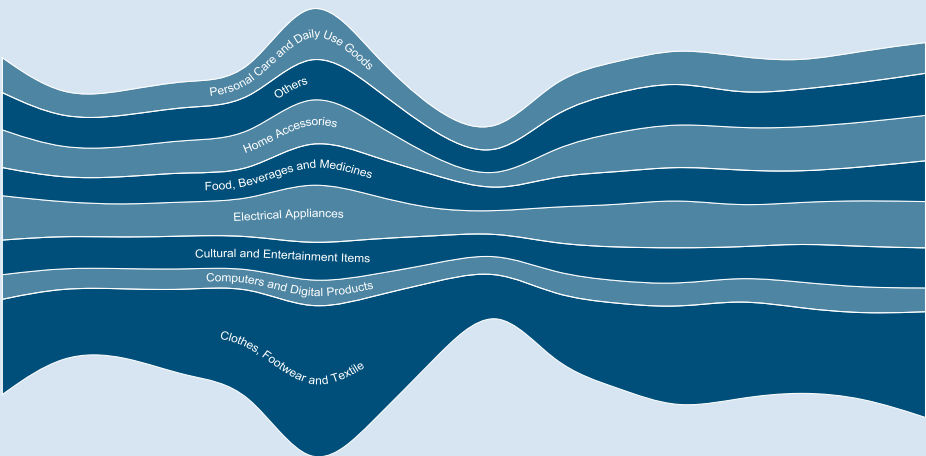 Personal Care and Daily Use Goods
Others
Home Accessories
Food, Beverages and Medicines
Electrical Appliances
Cultural and Entertainment Items
Computers and Digital Products
Clothes, Footwear and Textile